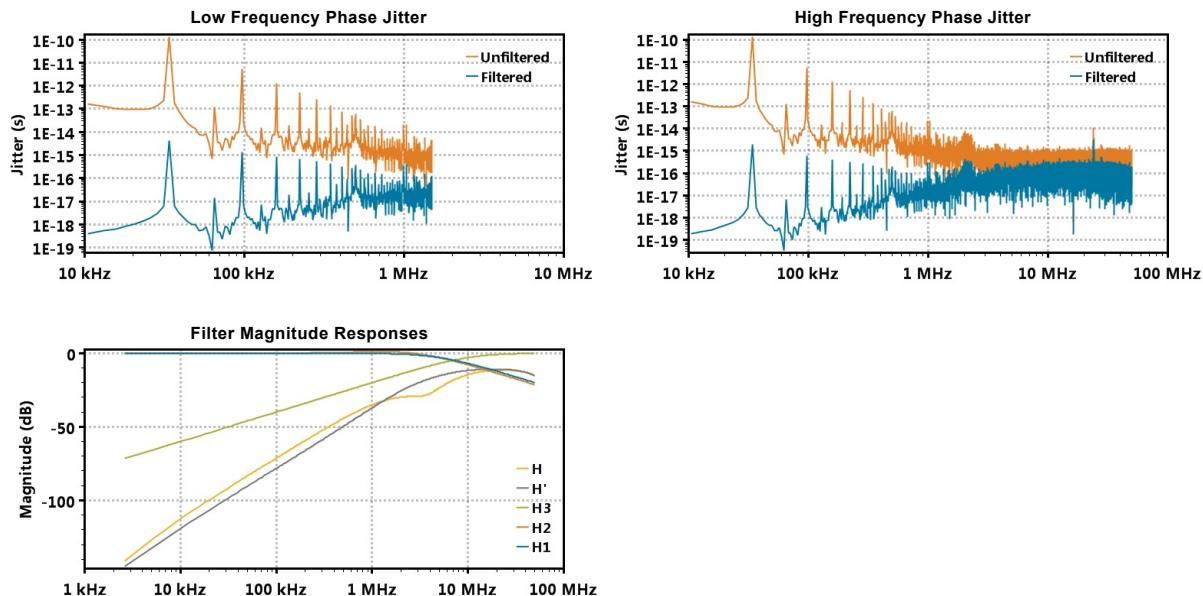 Low Frequency Phase Jitter
Jitter (s)
1E-10
1E-11
1E-12
1E-13
1E-14
1E-15
1E-16
1E-17
1E-18
1E-19
Unfiltered
Filtered
10 kHz 100 kHz 1 MHz 10 MHz
High Frequency Phase Jitter
Jitter (s)
1E-10
1E-11
1E-12
1E-13
1E-14
1E-15
1E-16
1E-17
1E-18
1E-19
Unfiltered
Filtered
10 kHz 100 kHz 1 MHz 10 MHz 100 MHz
Filter Magnitude Responses
Magnitude (dB)
0
-50
-100
H
H'
H3
H2
H1
1 kHz 10 kHz 100 kHz 1 MHz 10 MHz 100 MHz